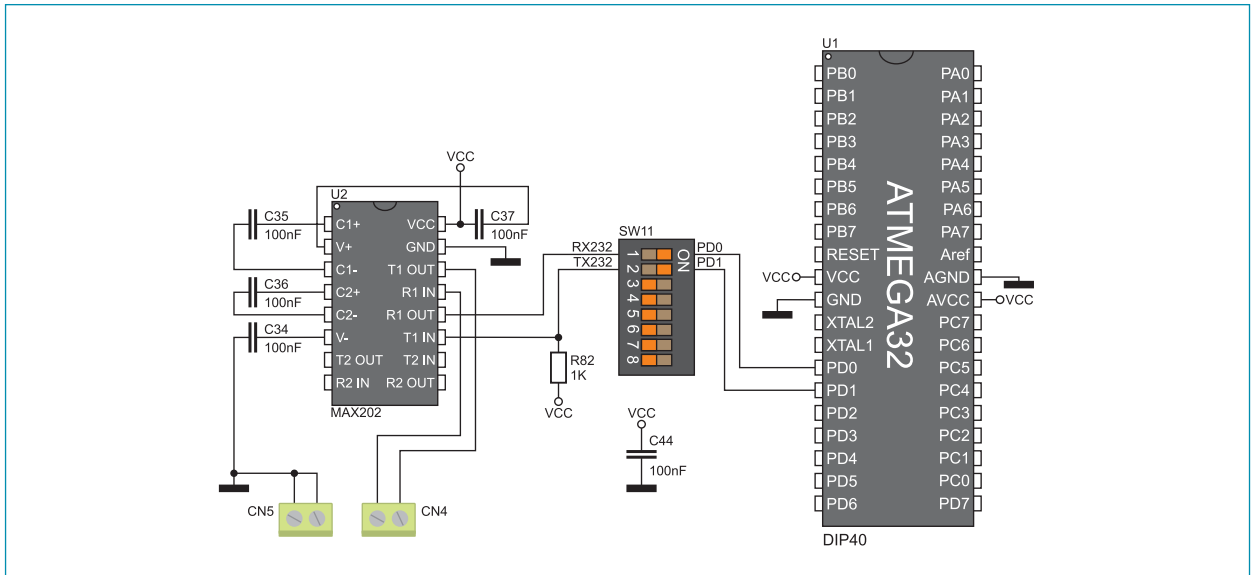 VCC
C35
100nF
C36
100nF
C34
100nF
U2
C1+
V+
C1-
C2+
C2-
V-
T2 OUT
R2 IN
VCC
GND
T1 OUT
R1 IN
R1 OUT
T1 IN
T2 IN
R2 OUT
MAX202
C37
100nF
R82
1K
VCC
RX232
TX232
SW11
1
2
3
4
5
6
7
8
ON
PD0
PD1
VCC
C44
100nF
CN5
CN4
U1
PB0
PB1
PB2
PB3
PB4
PB5
PB6
PB7
RESET
VCC
GND
XTAL2
XTAL1
PD0
PD1
PD2
PD3
PD4
PD5
PD6
ATMEGA32
PA0
PA1
PA2
PA3
PA4
PA5
PA6
PA7
Aref
AGND
AVCC
PC7
PC6
PC5
PC4
PC3
PC2
PC1
PC0
PD7
VCC
VCC
DIP40